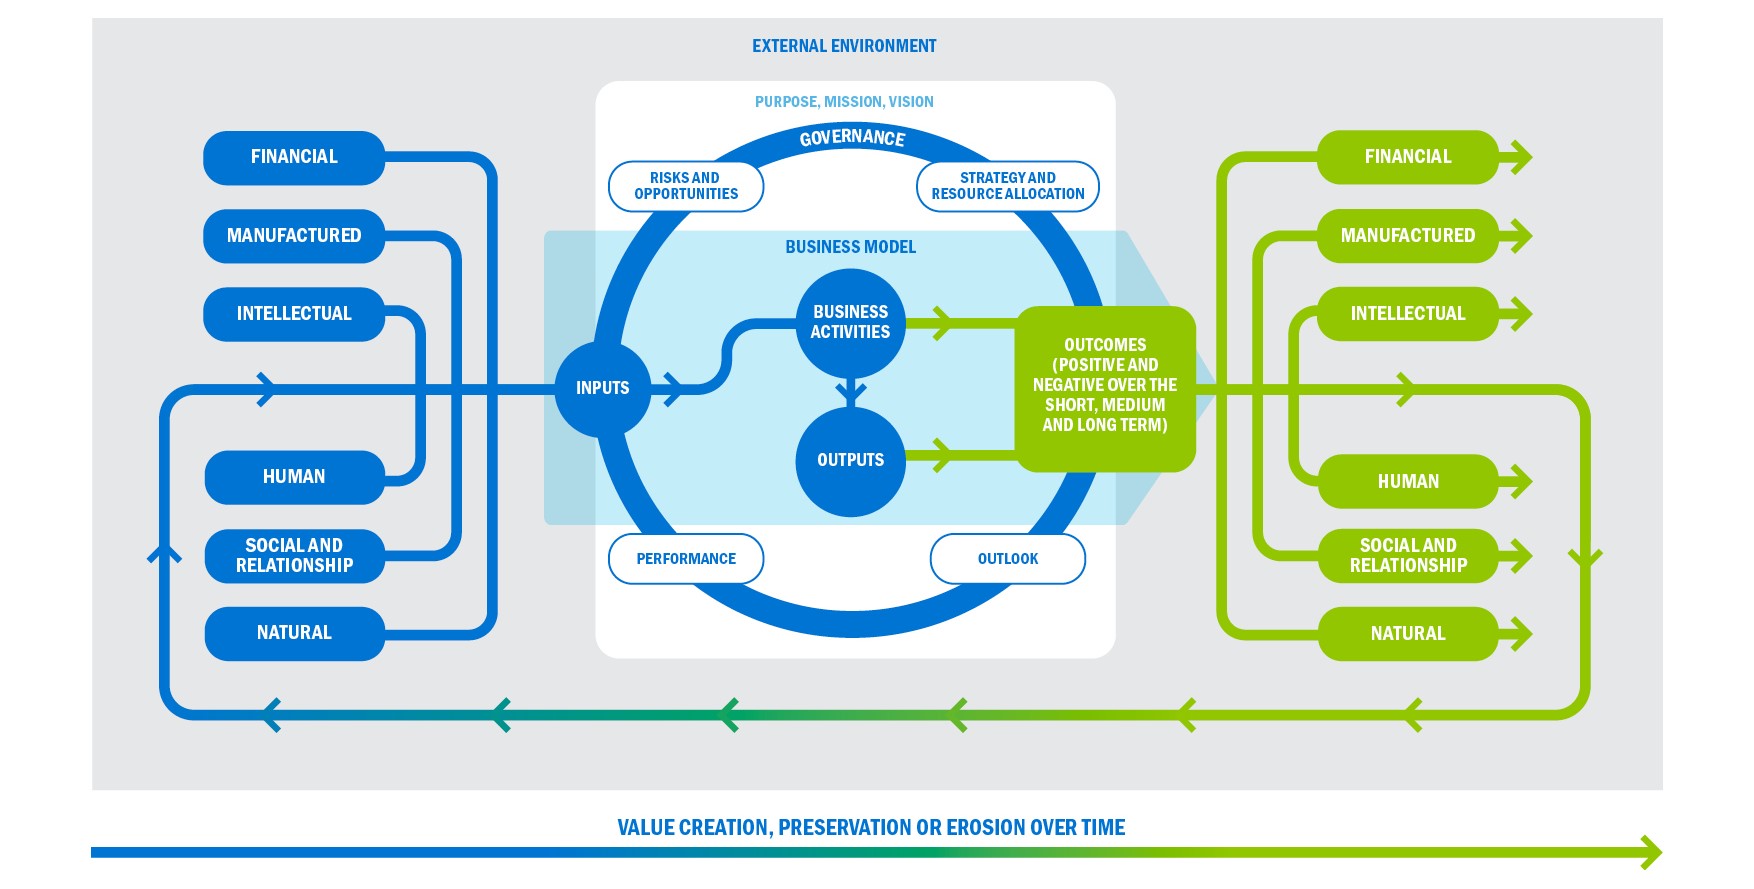 EXTERNAL ENVIRONMENT
PURPOSE, MISSION, VISION
GOVERNANCE
RISKS AND
OPPORTUNITIES
STRATEGY AND
RESOURCE ALLOCATION
FINANCIAL
MANUFACTURED
INTELLECTUAL
HUMAN
SOCIAL AND
RELATIONSHIP
NATURAL
BUSINESS MODEL
INPUTS
BUSINESS
ACTIVITIES
OUTPUTS
OUTCOMES
(POSITIVE AND
NEGATIVE OVER THE
SHORT, MEDIUM
AND LONG TERM)
PERFORMANCE
OUTLOOK
FINANCIAL
MANUFACTURED
INTELLECTUAL
HUMAN
SOCIAL AND
RELATIONSHIP
NATURAL
VALUE CREATION, PRESERVATION OR EROSION OVER TIME